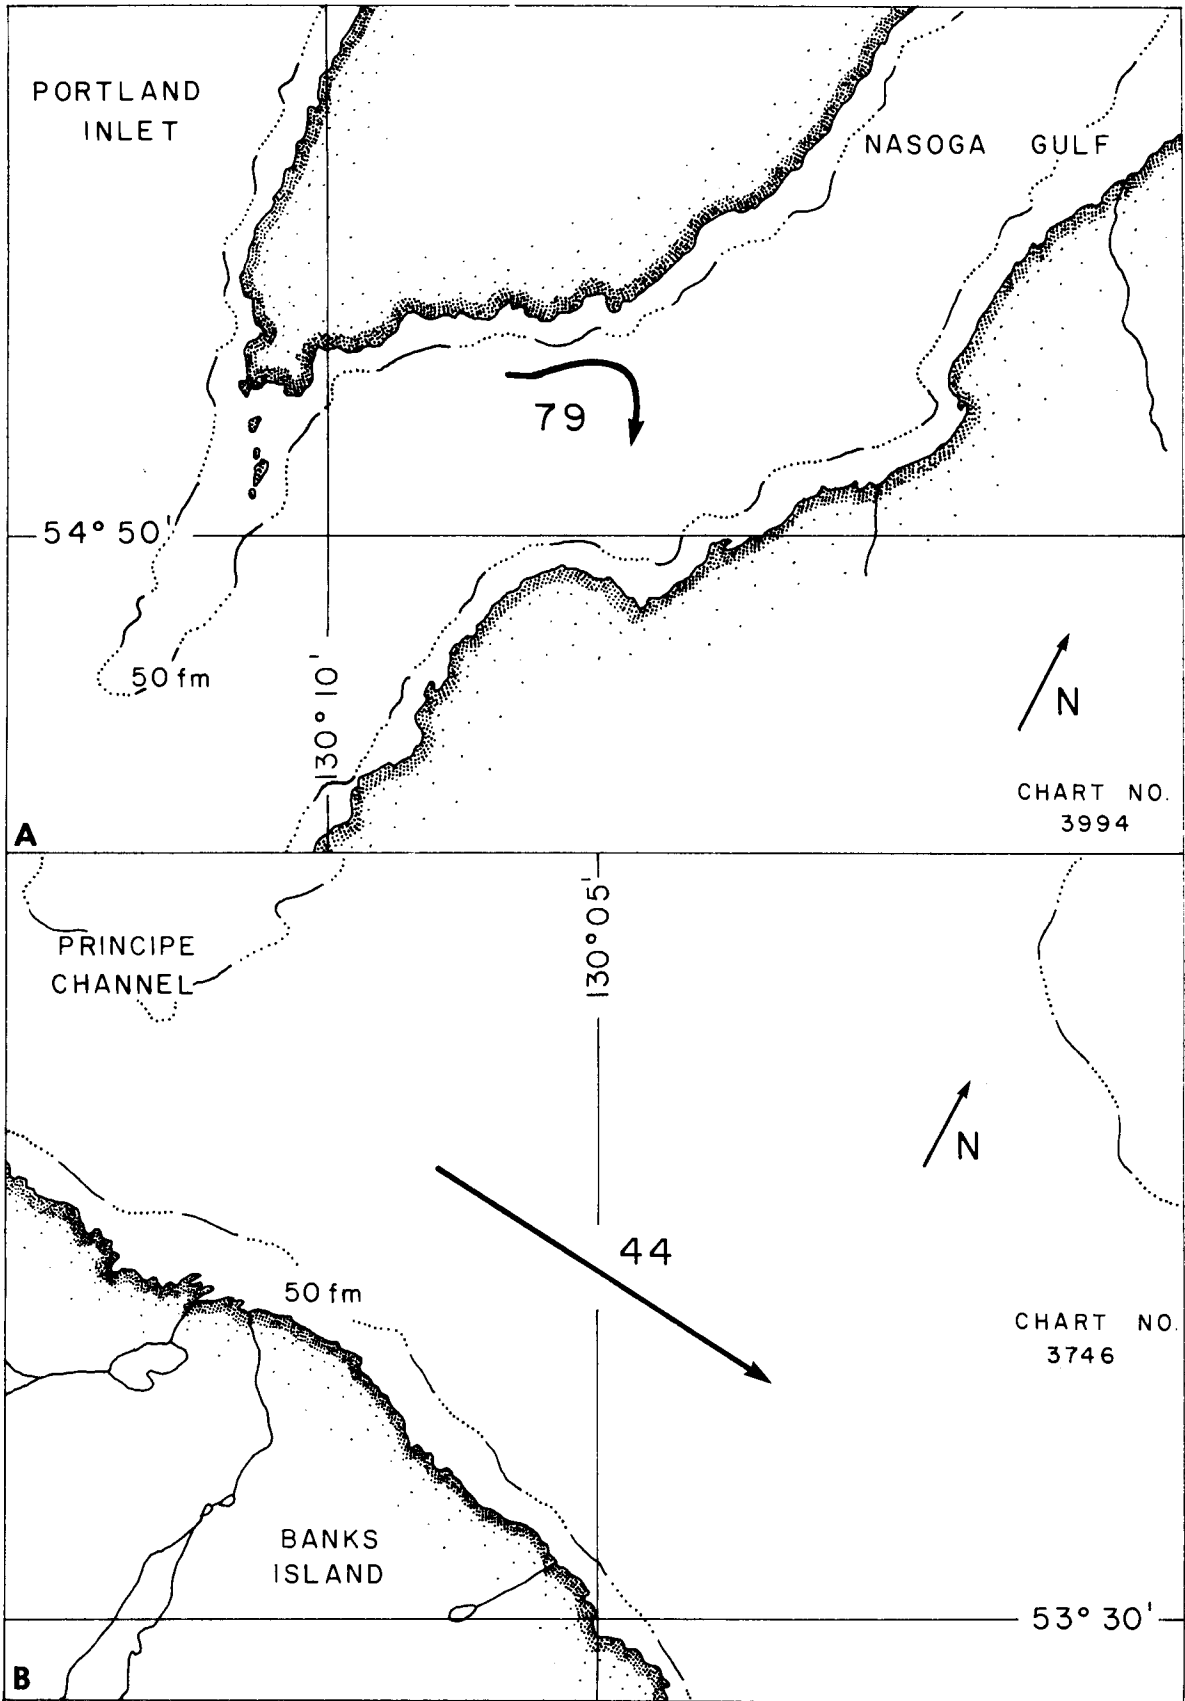 PORTLAND
INLET
NASOGA GULF
79
54° 50'
50 fm
130° 10'
N
CHART NO.
3994
A
PRINCIPE
CHANNEL
130° 05'
N
44
50 fm
CHART NO.
3746
BANKS
ISLAND
53° 30'
B